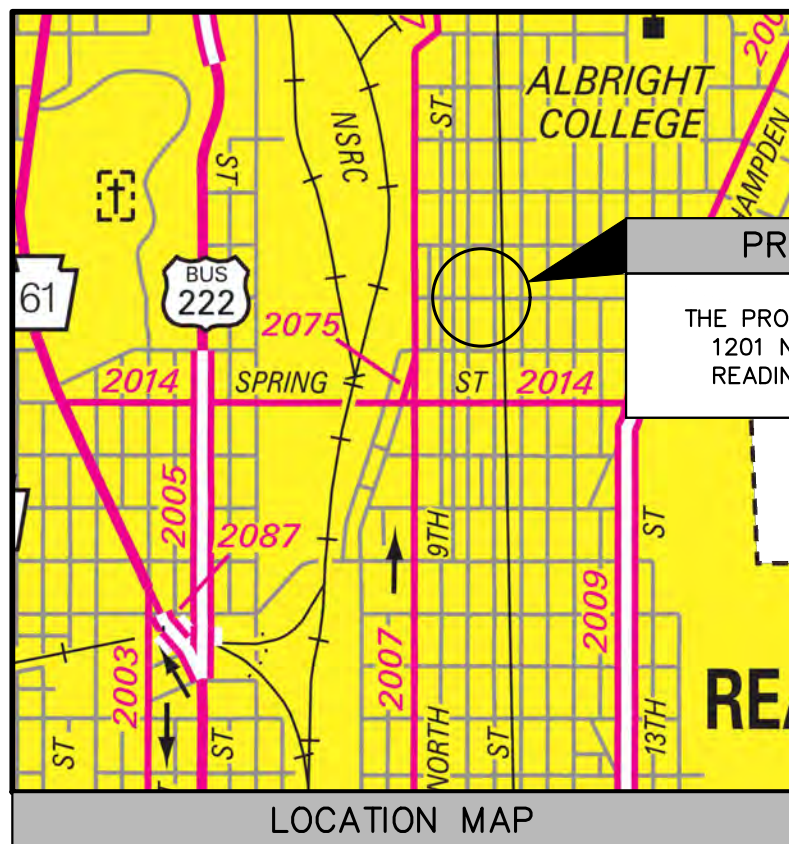 ALBRIGHT
COLLEGE
ST
NSRC
ST
HAMPDEN
BUS
222
61
PR
THE PRO
1201 N
READIN
2075
2014
SPRING
ST
2014
2005
2087
9TH
ST
2009
2003
2007
REA
ST
ST
NORTH
ST
13TH
LOCATION MAP